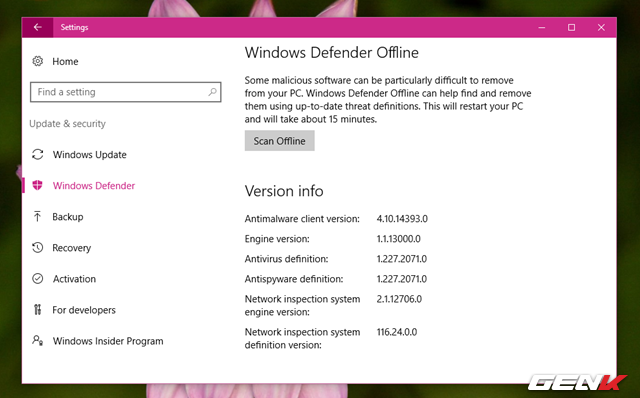 Settings
Home
Find a setting
Update & security
Windows Update
Windows Defender
Backup
Recovery
Activation
For developers
Windows Insider Program
Windows Defender Offline
Some malicious software can be particularly difficult to remove
from your PC. Windows Defender Offline can help find and remove
them using up-to-date threat definitions. This will restart your PC
and will take about 15 minutes.
Scan Offline
Version info
Antimalware client version: 4.10.14393.0
Engine version: 1.1.13000.0
Antivirus definition: 1.227.2071.0
Antispyware definition: 1.227.2071.0
Network inspection system
engine version: 2.1.12706.0
Network inspection system
definition version: 116.24.0.0
GENK